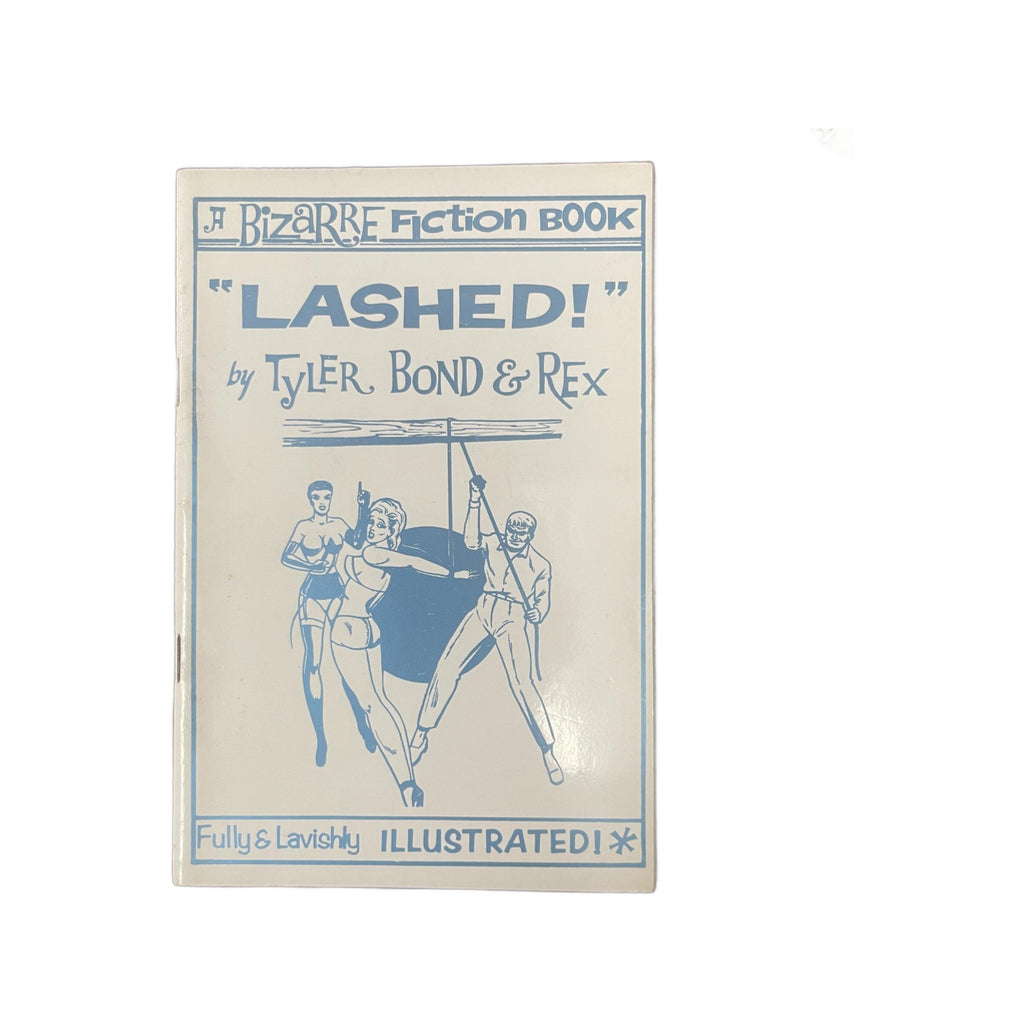 A BIZARRE FICTION BOOK
"LASHED!"
by TYLER, BOND & REX
Fully & Lavishly ILLUSTRATED! *